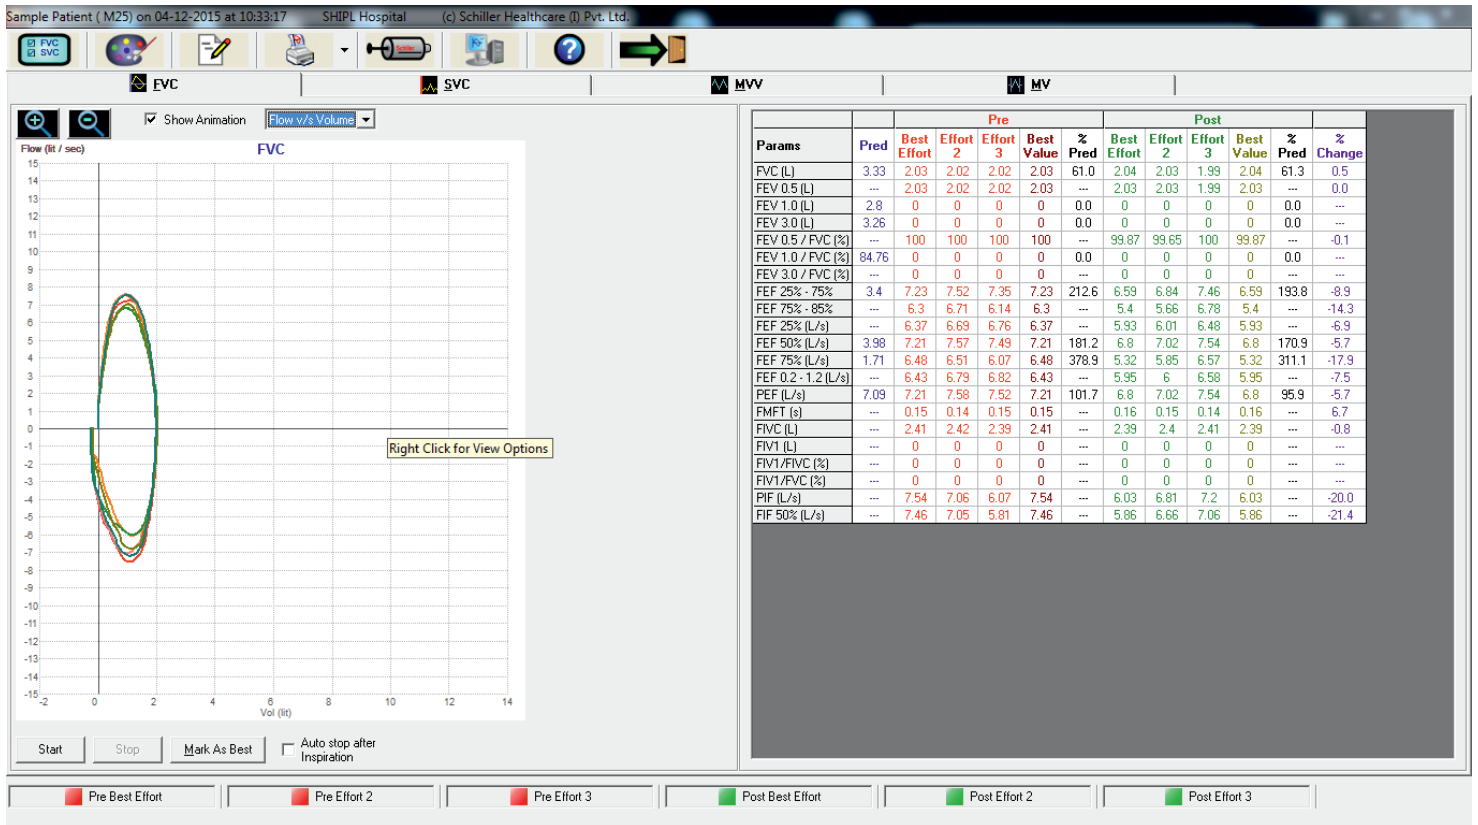 Sample Patient ( M25) on 04-12-2015 at 10:33:17 SHIPL Hospital (c) Schiller Healthcare (I) Pvt. Ltd.
FVC
SVC
Schiller
?
FVC SVC MVV MV
Show Animation Flow v/s Volume
Flow (lit / sec) FVC
15
14
13
12
11
10
9
8
7
6
5
4
3
2
1
0
-1
-2
-3
-4
-5
-6
-7
-8
-9
-10
-11
-12
-13
-14
-15
-2 0 2 4 6 8 10 12 14
Vol (lit)
Right Click for View Options
Start Stop Mark As Best Auto stop after
Inspiration
Pre Post
Params Pred Best Effort Effort 2 Effort 3 Best Value % Pred Best Effort Effort 2 Effort 3 Best Value % Pred % Change
FVC (L) 3.33 2.03 2.02 2.02 2.03 61.0 2.04 2.03 1.99 2.04 61.3 0.5
FEV 0.5 (L) --- 2.03 2.02 2.02 2.03 --- 2.03 2.03 1.99 2.03 --- 0.0
FEV 1.0 (L) 2.8 0 0 0 0 0.0 0 0 0 0 0.0 ---
FEV 3.0 (L) 3.26 0 0 0 0 0.0 0 0 0 0 0.0 ---
FEV 0.5 / FVC (%) --- 100 100 100 100 --- 99.87 99.65 100 99.87 --- -0.1
FEV 1.0 / FVC (%) 84.76 0 0 0 0 0.0 0 0 0 0 0.0 ---
FEV 3.0 / FVC (%) --- 0 0 0 0 --- 0 0 0 0 --- ---
FEF 25% - 75% 3.4 7.23 7.52 7.35 7.23 212.6 6.59 6.84 7.46 6.59 193.8 -8.9
FEF 75% - 85% --- 6.3 6.71 6.14 6.3 --- 5.4 5.66 6.78 5.4 --- -14.3
FEF 25% (L/s) --- 6.37 6.69 6.76 6.37 --- 5.93 6.01 6.48 5.93 --- -6.9
FEF 50% (L/s) 3.98 7.21 7.57 7.49 7.21 181.2 6.8 7.02 7.54 6.8 170.9 -5.7
FEF 75% (L/s) 1.71 6.48 6.51 6.07 6.48 378.9 5.32 5.85 6.57 5.32 311.1 -17.9
FEF 0.2 - 1.2 (L/s) --- 6.43 6.79 6.82 6.43 --- 5.95 6 6.58 5.95 --- -7.5
PEF (L/s) 7.09 7.21 7.58 7.52 7.21 101.7 6.8 7.02 7.54 6.8 95.9 -5.7
FMFT (s) --- 0.15 0.14 0.15 0.15 --- 0.16 0.15 0.14 0.16 --- 6.7
FIVC (L) --- 2.41 2.42 2.39 2.41 --- 2.39 2.4 2.41 2.39 --- -0.8
FIV1 (L) --- 0 0 0 0 --- 0 0 0 0 --- ---
FIV1/FIVC (%) --- 0 0 0 0 --- 0 0 0 0 --- ---
FIV1/FVC (%) --- 0 0 0 0 --- 0 0 0 0 --- ---
PIF (L/s) --- 7.54 7.06 6.07 7.54 --- 6.03 6.81 7.2 6.03 --- -20.0
FIF 50% (L/s) --- 7.46 7.05 5.81 7.46 --- 5.86 6.66 7.06 5.86 --- -21.4
Pre Best Effort Pre Effort 2 Pre Effort 3 Post Best Effort Post Effort 2 Post Effort 3